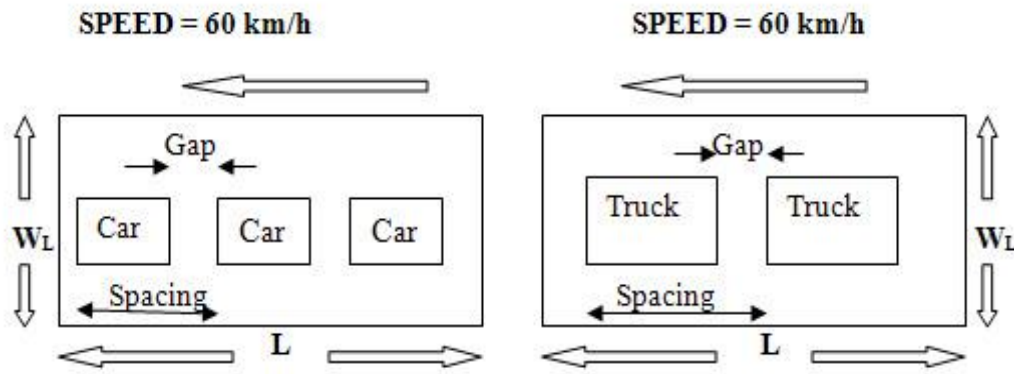 SPEED = 60 km/h
Gap
Car
Car
Car
WL
Spacing
L
SPEED = 60 km/h
Gap
Truck
Truck
WL
Spacing
L